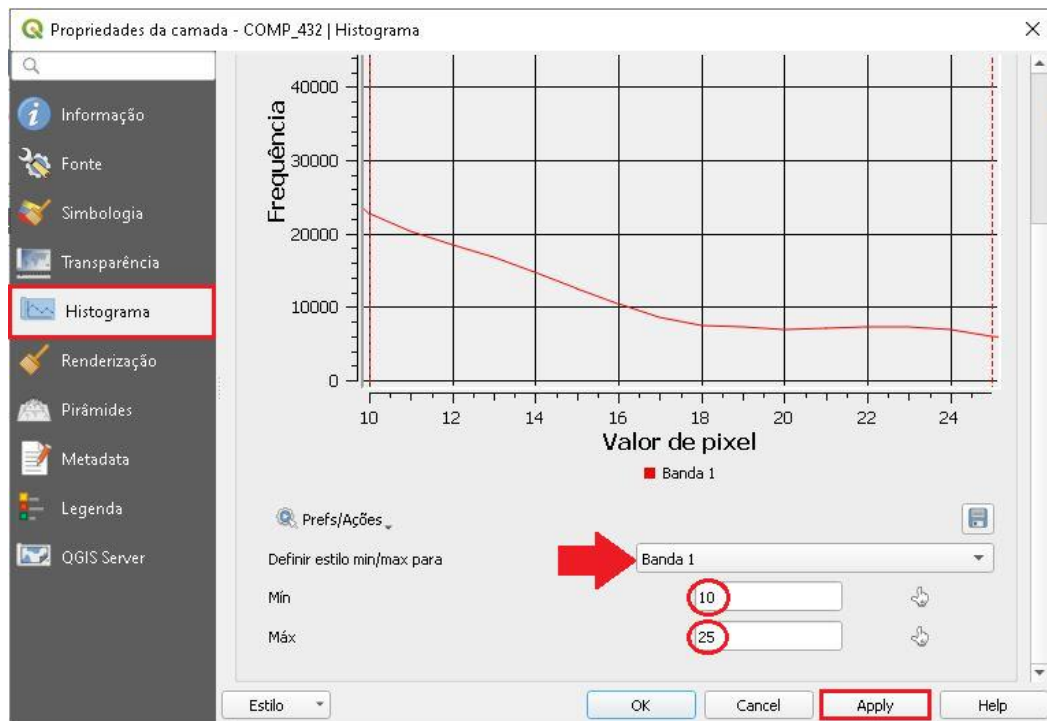 Propriedades da camada - COMP_432 | Histograma
Informação
Fonte
Simbologia
Transparência
Histograma
Renderização
Pirâmides
Metadata
Legenda
QGIS Server
Frequência
40000
30000
20000
10000
0
10 12 14 16 18 20 22 24
Valor de pixel
Banda 1
Prefs/Ações
Definir estilo min/max para Banda 1
Mín 10
Máx 25
Estilo OK Cancel Apply Help